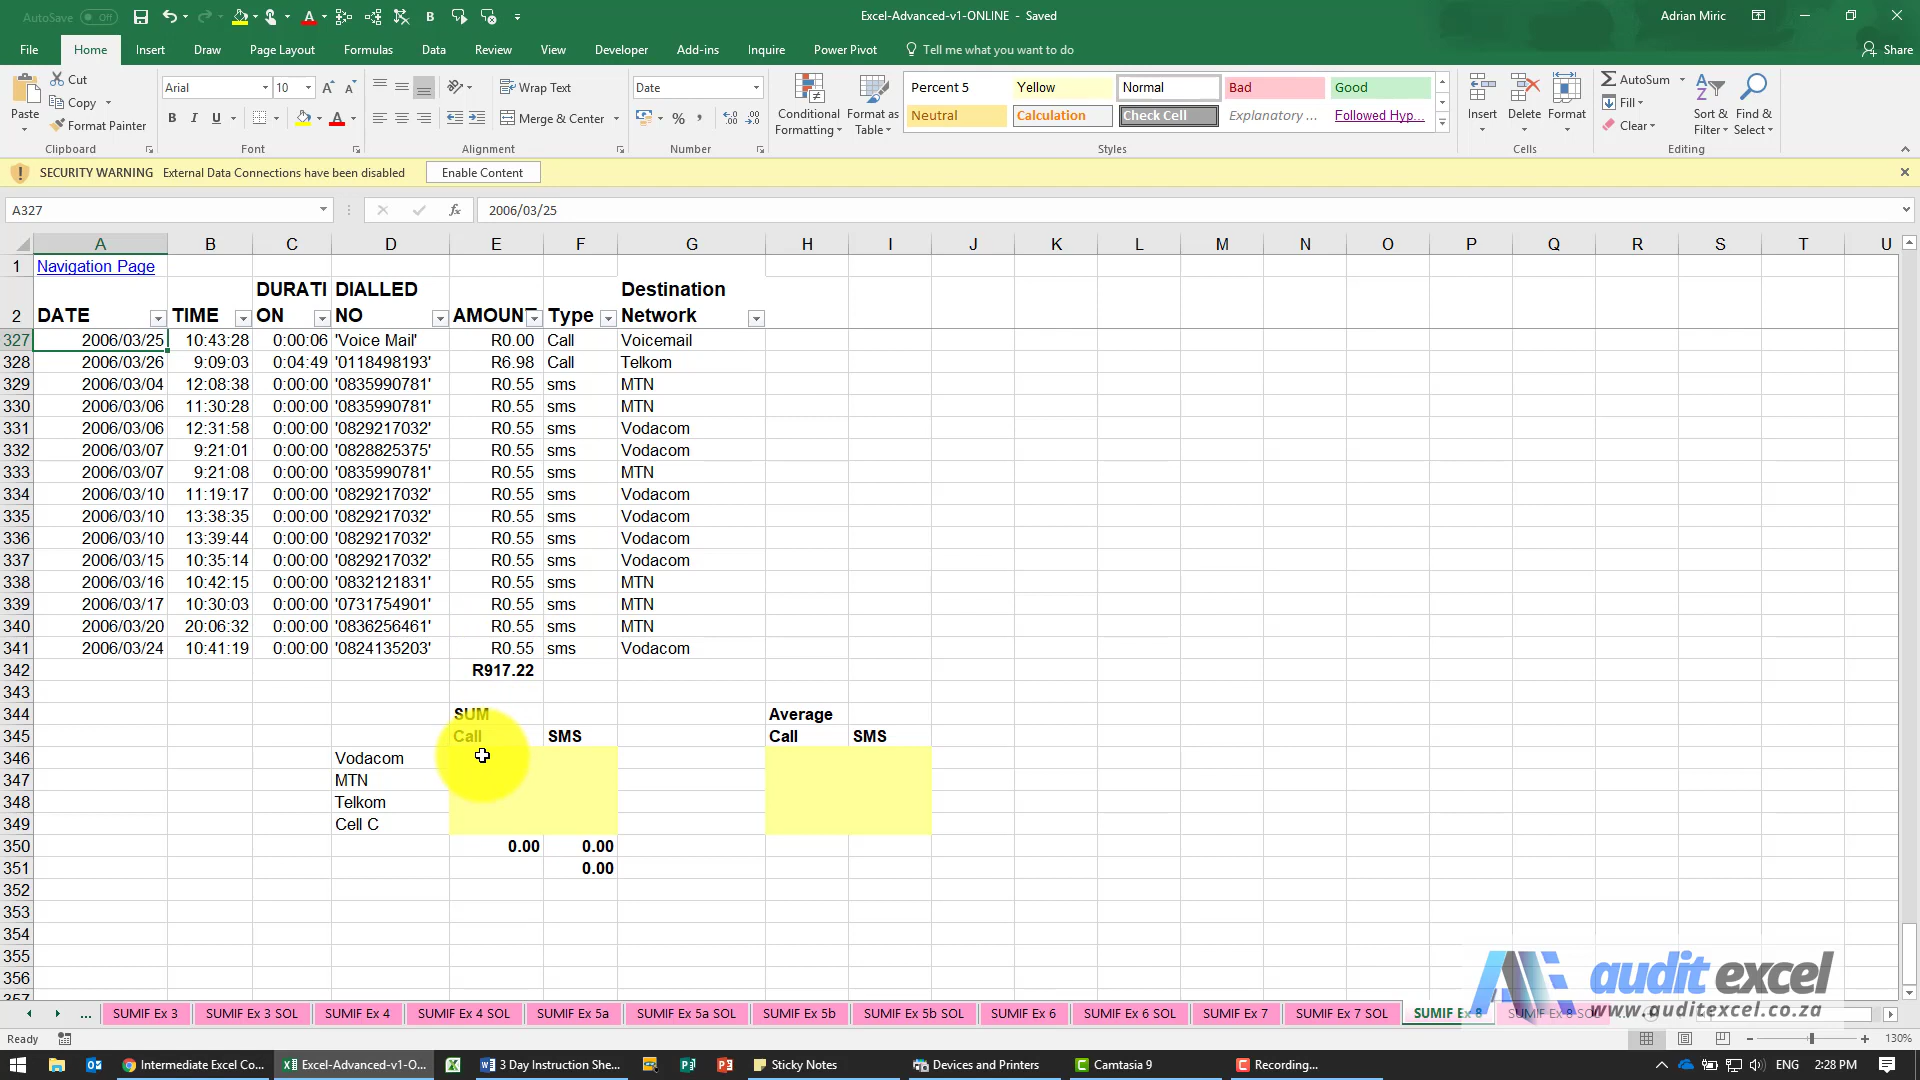 AutoSave Off
B
Excel-Advanced-v1-ONLINE - Saved
Adrian Miric
File Home Insert Draw Page Layout Formulas Data Review View Developer Add-ins Inquire Power Pivot Tell me what you want to do Share
Paste Cut Copy Format Painter
Arial 10
B I U
Wrap Text
Merge & Center
Date
%
Conditional Formatting
Format as Table
Percent 5 Yellow Normal Bad Good
Neutral Calculation Check Cell Explanatory ... Followed Hyp...
Insert Delete Format
AutoSum
Fill
Clear
Sort & Filter
Find & Select
Clipboard Font Alignment Number Styles Cells Editing
SECURITY WARNING External Data Connections have been disabled Enable Content
A327 fx 2006/03/25
A B C D E F G H I J K L M N O P Q R S T U
1 Navigation Page
2 DATE TIME DURATI ON DIALLED NO AMOUNT Type Destination Network
327 2006/03/25 10:43:28 0:00:06 'Voice Mail' R0.00 Call Voicemail
328 2006/03/26 9:09:03 0:04:49 '0118498193' R6.98 Call Telkom
329 2006/03/04 12:08:38 0:00:00 '0835990781' R0.55 sms MTN
330 2006/03/06 11:30:28 0:00:00 '0835990781' R0.55 sms MTN
331 2006/03/06 12:31:58 0:00:00 '0829217032' R0.55 sms Vodacom
332 2006/03/07 9:21:01 0:00:00 '0828825375' R0.55 sms Vodacom
333 2006/03/07 9:21:08 0:00:00 '0835990781' R0.55 sms MTN
334 2006/03/10 11:19:17 0:00:00 '0829217032' R0.55 sms Vodacom
335 2006/03/10 13:38:35 0:00:00 '0829217032' R0.55 sms Vodacom
336 2006/03/10 13:39:44 0:00:00 '0829217032' R0.55 sms Vodacom
337 2006/03/15 10:35:14 0:00:00 '0829217032' R0.55 sms Vodacom
338 2006/03/16 10:42:15 0:00:00 '0832121831' R0.55 sms MTN
339 2006/03/17 10:30:03 0:00:00 '0731754901' R0.55 sms MTN
340 2006/03/20 20:06:32 0:00:00 '0836256461' R0.55 sms MTN
341 2006/03/24 10:41:19 0:00:00 '0824135203' R0.55 sms Vodacom
342 R917.22
343
344 SUM Average
345 Call SMS Call SMS
346 Vodacom
347 MTN
348 Telkom
349 Cell C
350 0.00 0.00
351 0.00
352
353
354
355
356
357
audit excel
www.auditexcel.co.za
... SUMIF Ex 3 SUMIF Ex 3 SOL SUMIF Ex 4 SUMIF Ex 4 SOL SUMIF Ex 5a SUMIF Ex 5a SOL SUMIF Ex 5b SUMIF Ex 5b SOL SUMIF Ex 6 SUMIF Ex 6 SOL SUMIF Ex 7 SUMIF Ex 7 SOL SUMIF Ex 8 SUMIF Ex 8 SOL
Ready 130%
Intermediate Excel Co... Excel-Advanced-v1-O... 3 Day Instruction She... Sticky Notes Devices and Printers Camtasia 9 Recording... ENG 2:28 PM